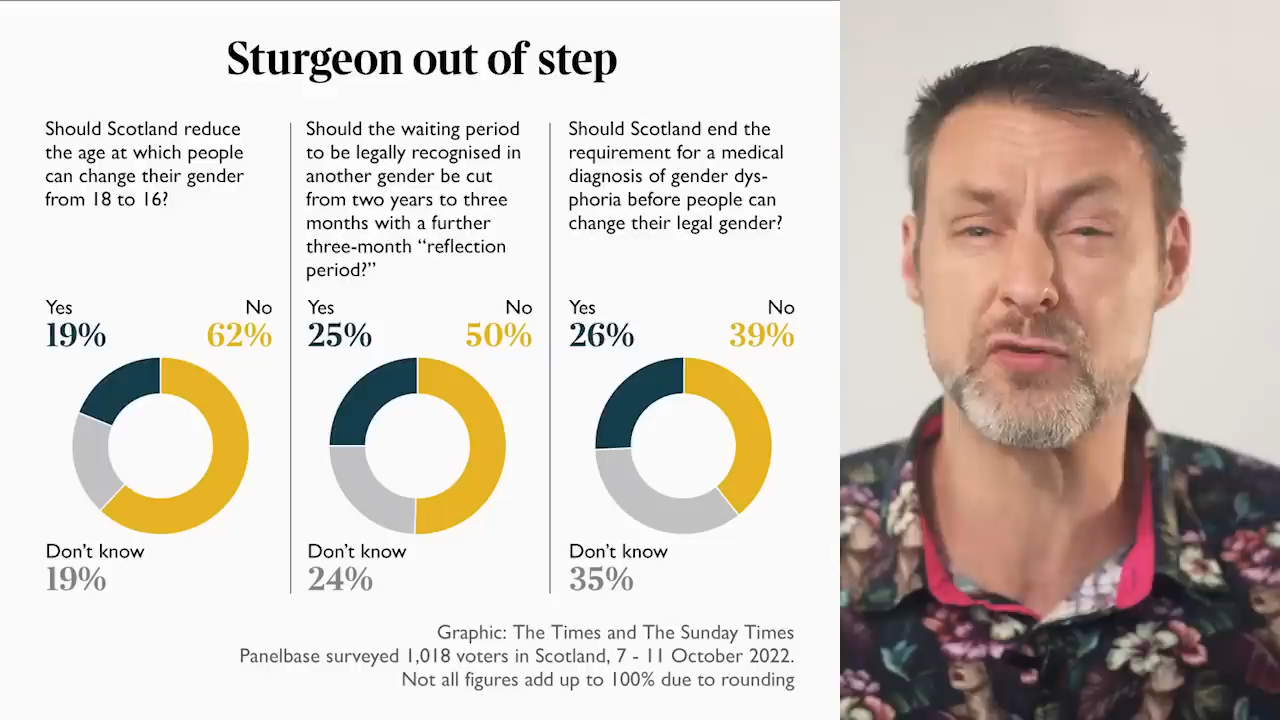 Sturgeon out of step
Should Scotland reduce
the age at which people
can change their gender
from 18 to 16?
Yes
No
19%
62%
Don't know
19%
Should the waiting period
to be legally recognised in
another gender be cut
from two years to three
months with a further
three-month “reflection
period?”
Yes
No
25%
50%
Don't know
24%
Should Scotland end the
requirement for a medical
diagnosis of gender dys-
phoria before people can
change their legal gender?
Yes
No
26%
39%
Don't know
35%
Graphic: The Times and The Sunday Times
Panelbase surveyed 1,018 voters in Scotland, 7 - 11 October 2022.
Not all figures add up to 100% due to rounding